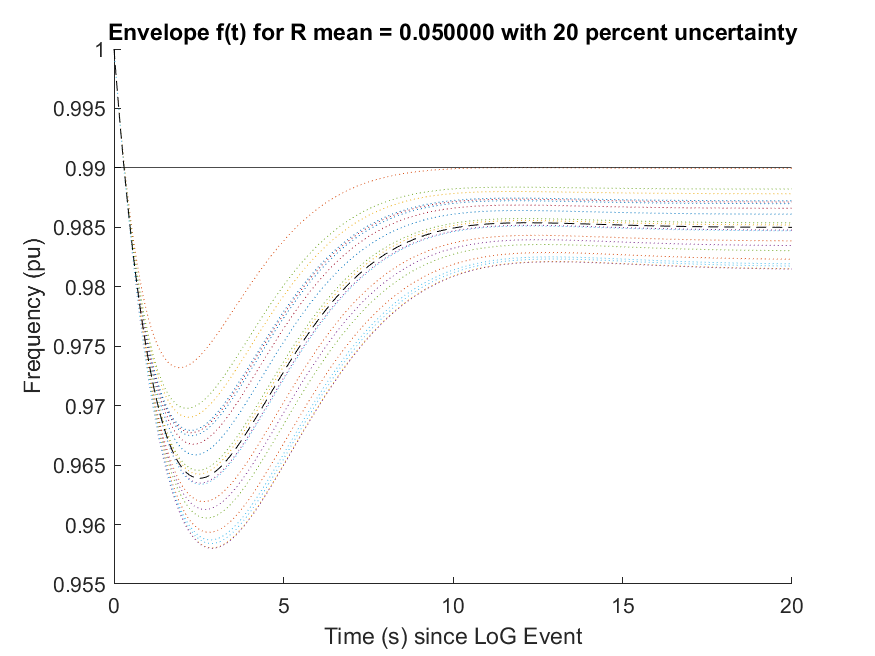 Envelope f(t) for R mean = 0.050000 with 20 percent uncertainty
1
0.995
0.99
0.985
0.98
0.975
0.97
0.965
0.96
0.955
Frequency (pu)
0 5 10 15 20
Time (s) since LoG Event